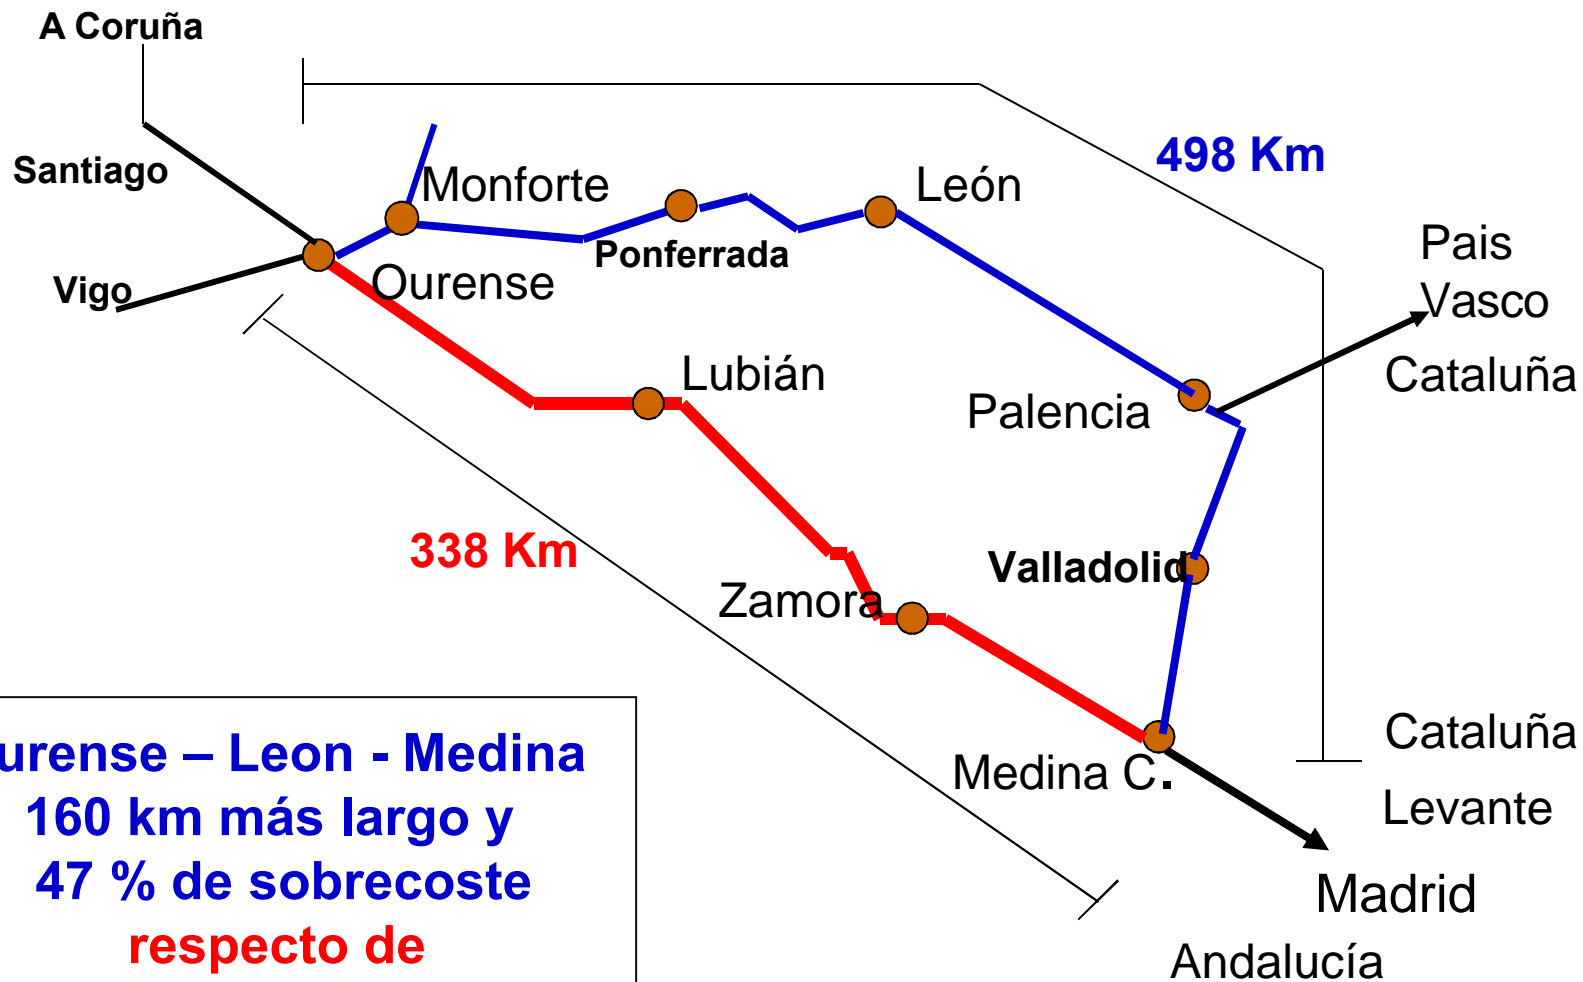 A Coruña
498 Km
Santiago
Monforte
León
Pais
Vasco
Ponferrada
Vigo
Ourense
Cataluña
Lubián
Palencia
338 Km
Valladolid
Zamora
urense – Leon - Medina
160 km más largo y
47 % de sobrecoste
respecto de
Medina C.
Cataluña
Levante
Madrid
Andalucía